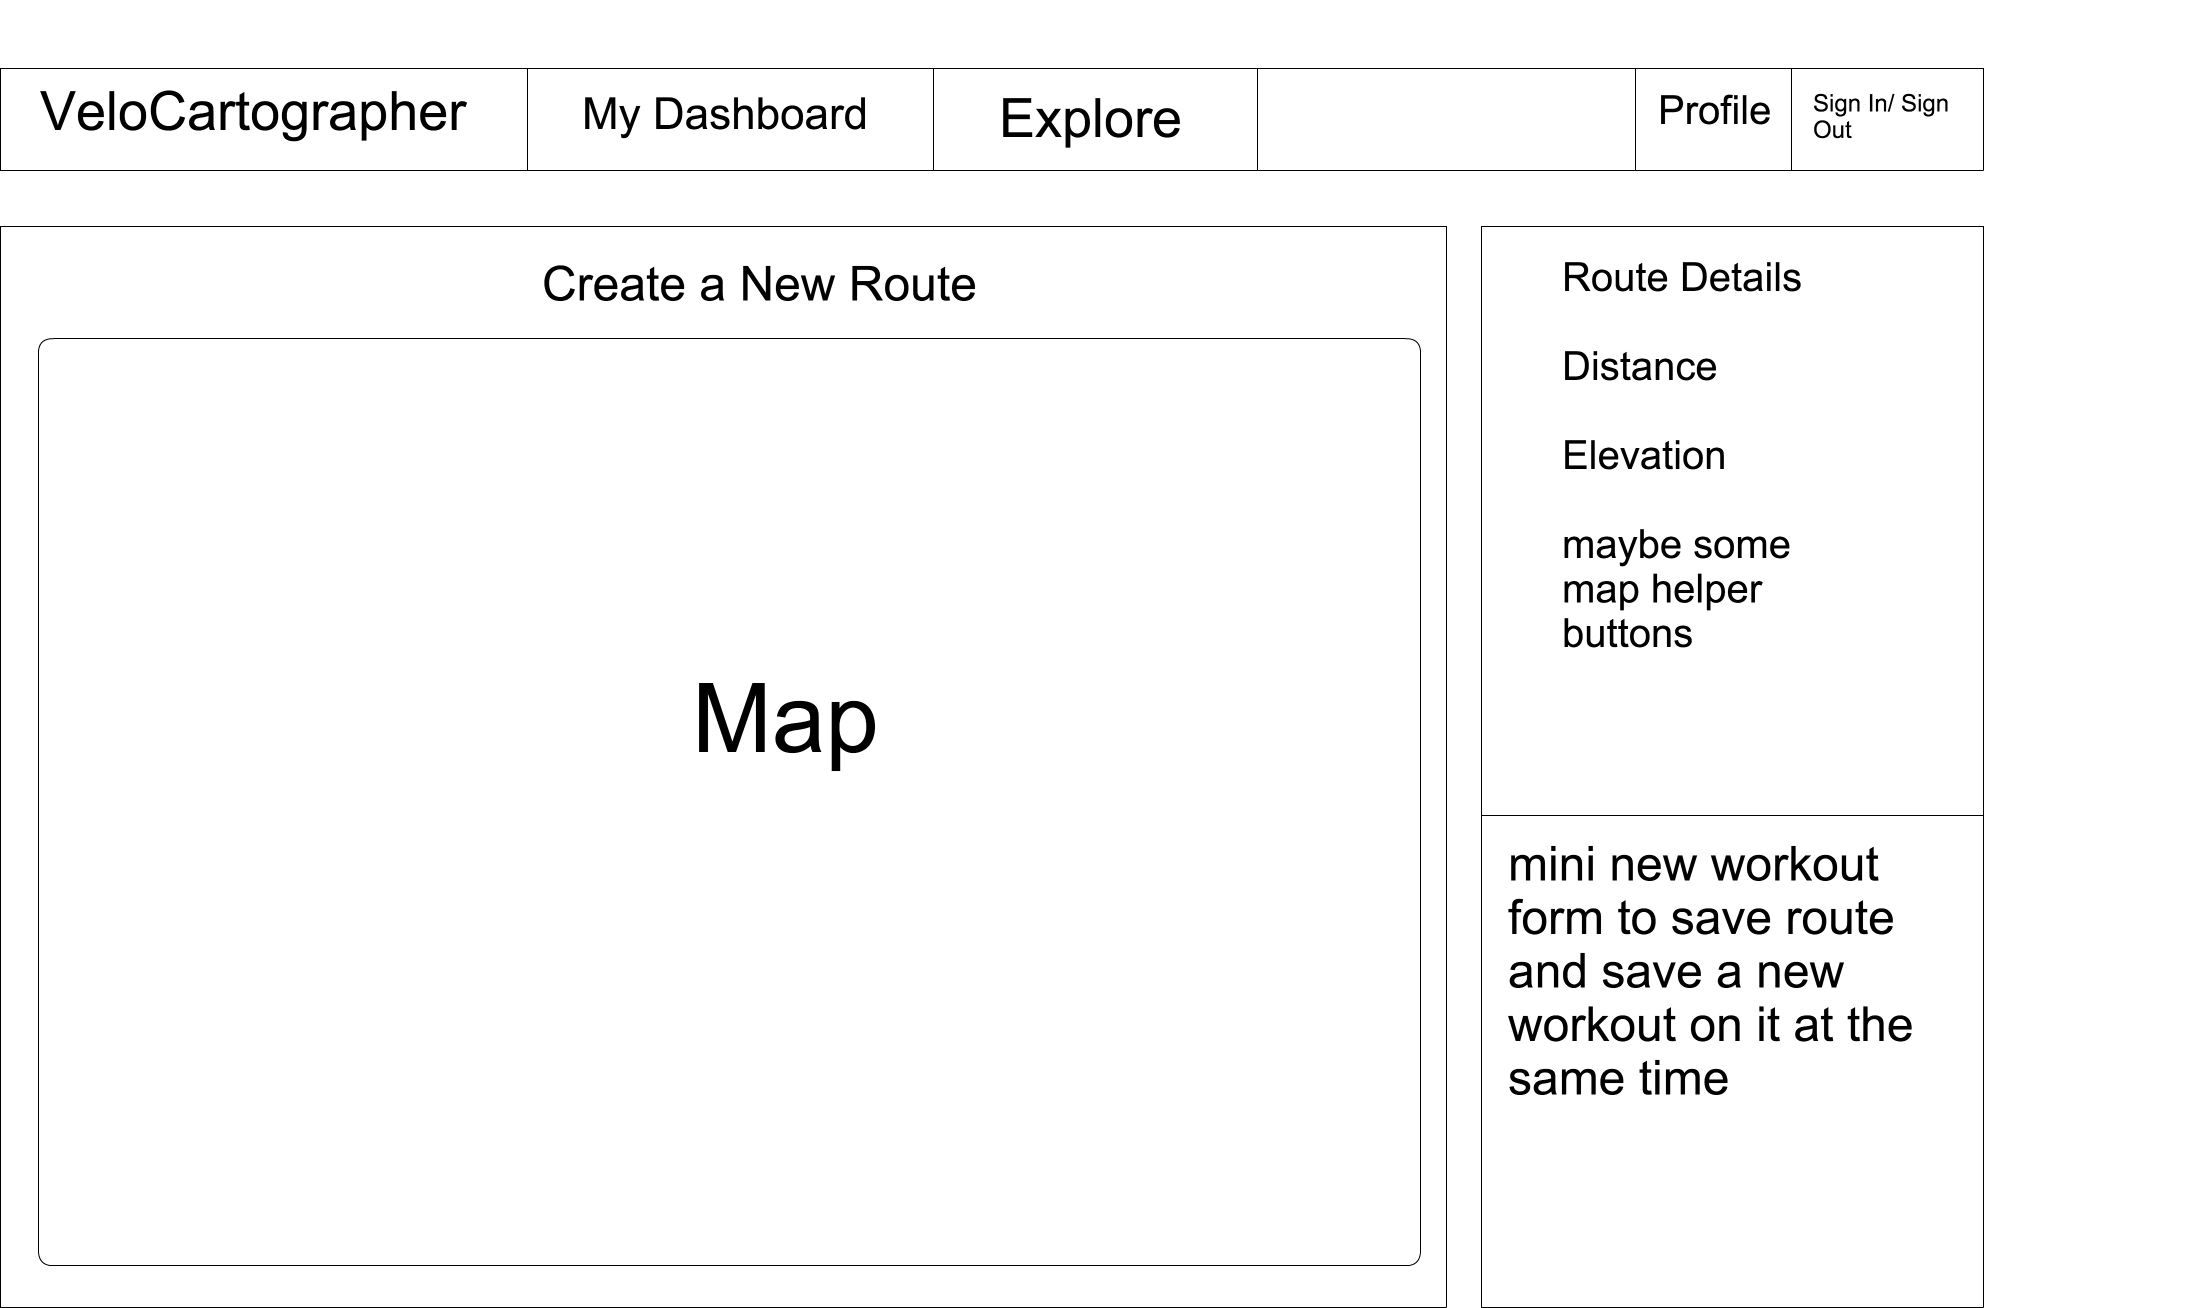 VeloCartographer
My Dashboard
Explore
Profile
Sign In/ Sign
Out
Create a New Route
Map
Route Details
Distance
Elevation
maybe some
map helper
buttons
mini new workout
form to save route
and save a new
workout on it at the
same time